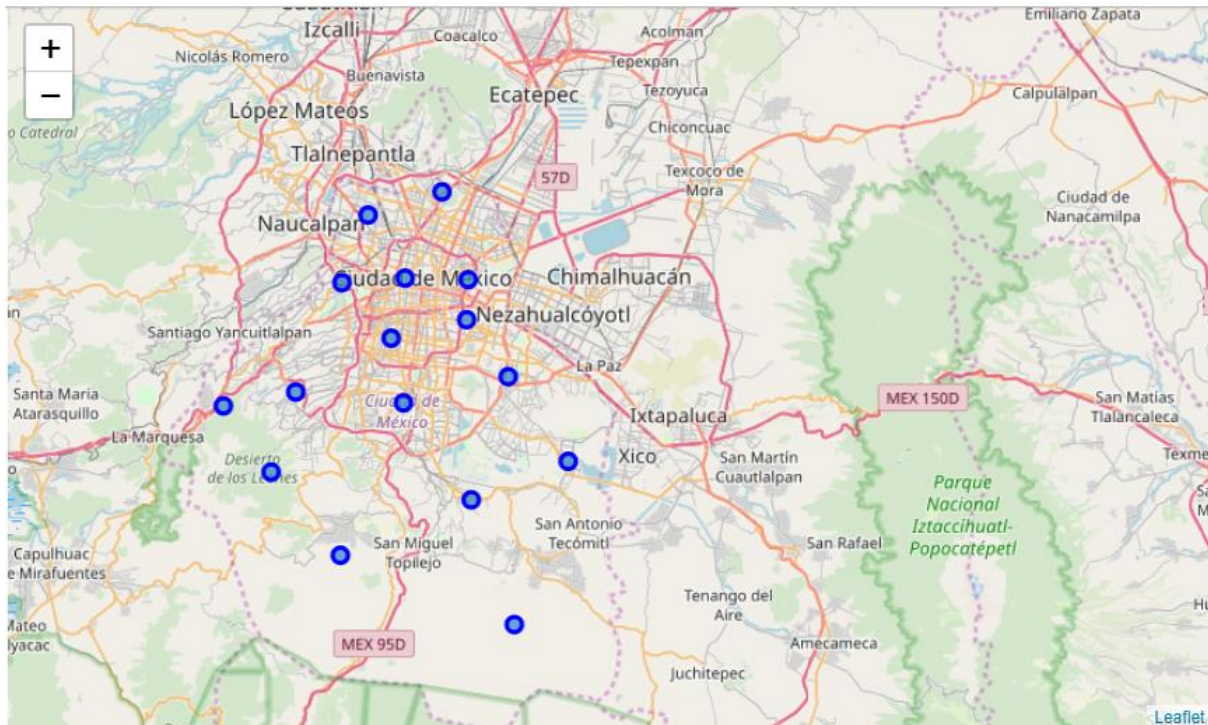 Izcalli
Emiliano Zapata
+
Nicolás Romero
Coacalco
Acolman
Tepexpan
Buenavista
Ecatepec
Tezoyuca
Calpulalpan
−
López Mateos
Chiconcuac
Catedral
Tlalnepantla
57D
Texcoco de
Mora
Ciudad de
Nanacamilpa
Naucalpan
Ciudad de México
Chimalhuacán
Nezahualcóyotl
Santiago Yancuitlalpan
La Paz
Santa María
Atarasquillo
Ciudad de
México
MEX 150D
San Matías
Tlalancaleca
Ixtapaluca
La Marquesa
Desierto
de los Leones
Xico
San Martín
Cuautlalpan
Parque
Nacional
Iztaccíhuatl-
Popocatépetl
San Antonio
Tecómitl
San Miguel
Topilejo
San Rafael
Capulhuac
de Mirafuentes
Tenango del
Aire
Mateo
MEX 95D
Amecameca
Juchitepec
Leaflet